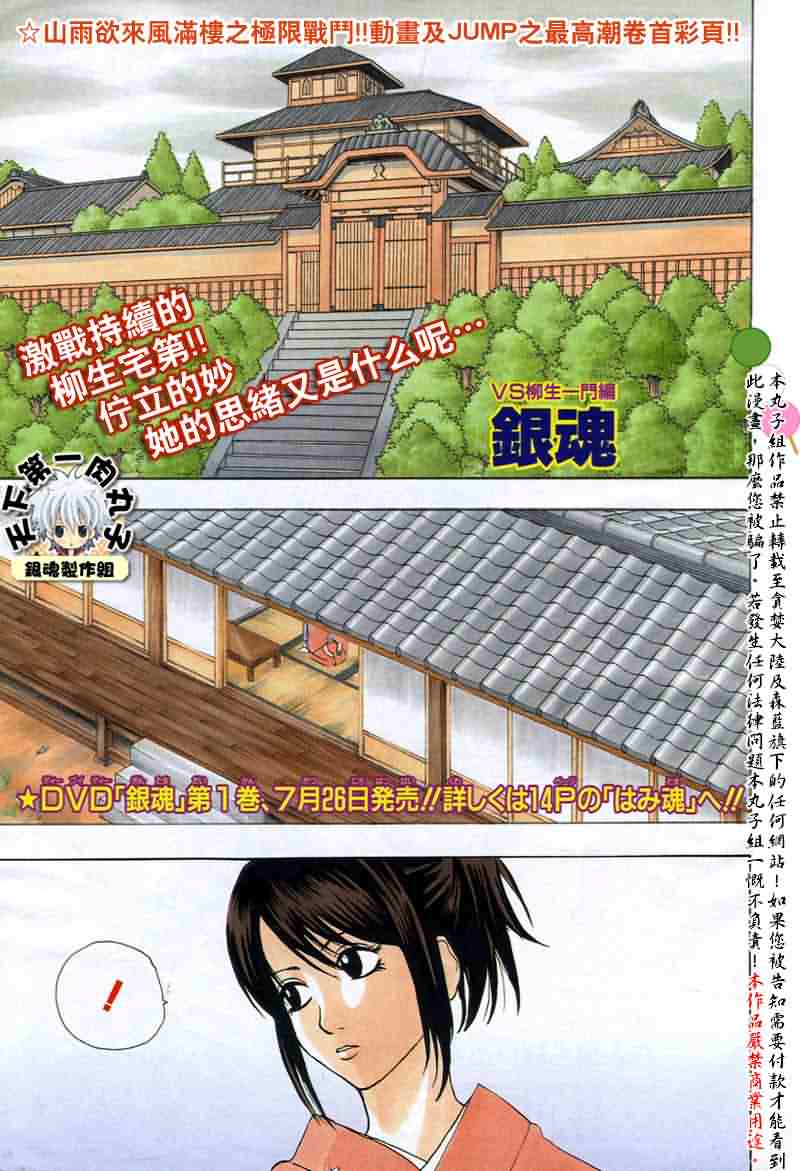 ☆山雨欲來風滿樓之極限戰鬥!!動畫及JUMP之最高潮卷首彩頁!!
激戰持續的
柳生宅第!!
佇立的妙
她的思緒又是什么呢…
VS柳生一門編
銀魂
天下第一肉丸子
銀魂製作組
★DVD「銀魂」第1巻、7月26日発売!!詳しくは14Pの「はみ魂」へ!!
!
本丸子組作品禁止轉載至貪婪大陸及森藍旗下的任何網站！如果您被告知需要付款才能看到
此漫畫，那麼您被騙了。若發生任何法律問題本丸子組一慨不負責！本作品嚴禁商業用途。